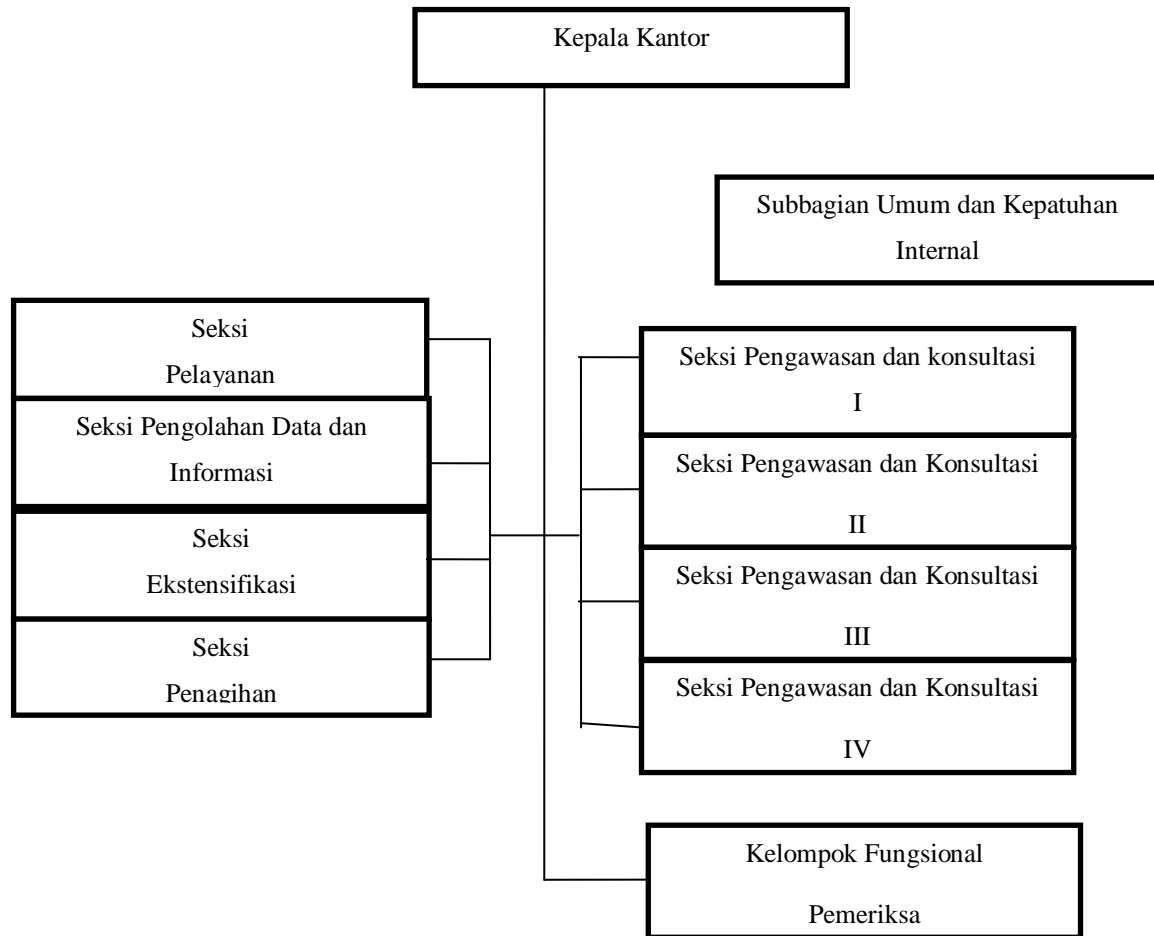 Kepala Kantor
Subbagian Umum dan Kepatuhan
Internal
Seksi
Pelayanan
Seksi Pengolahan Data dan
Informasi
Seksi
Ekstensifikasi
Seksi
Penagihan
Seksi Pengawasan dan konsultasi
I
Seksi Pengawasan dan Konsultasi
II
Seksi Pengawasan dan Konsultasi
III
Seksi Pengawasan dan Konsultasi
IV
Kelompok Fungsional
Pemeriksa